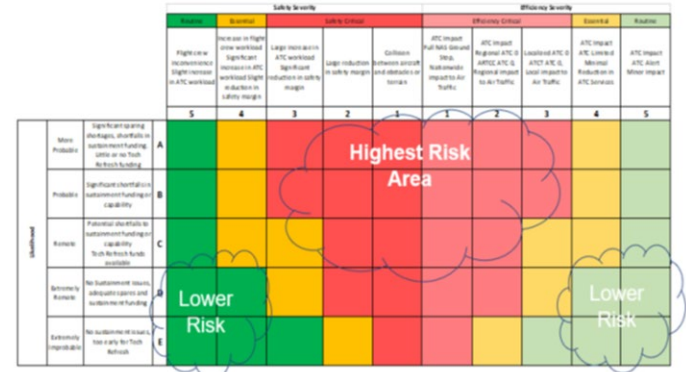 Safety Severity
Efficiency Severity
Routine
Essential
Safety Critical
Efficiency Critical
Essential
Routine
Flight crew
inconvenience
Slight increase
in ATC workload
Increase in flight
crew workload
Significant
increase in ATC
workload Slight
reduction in
safety margin
Large increase in
ATC workload
Significant
reduction in safety
margin
Large reduction
in safety margin
Collision
between aircraft
and obstacles or
terrain
ATC Impact
Full NAS Ground
Stop,
Nationwide
Impact to Air
Traffic
ATC Impact
Regional ATC 0
ARTCC ATC 0,
Regional Impact
to Air Traffic
Localized ATC 0
ATCT ATC 0,
Local Impact to
Air Traffic
ATC Impact
ATC Limited
Minimal
Reduction in
ATC Services
ATC Impact
ATC Alert
Minor Impact
5
4
3
2
1
1
2
3
4
5
Likelihood
More
Probable
Significant sparing
shortages, shortfalls in
sustainment funding,
Little or no Tech
Refresh funding
A
Probable
Significant shortfalls in
sustainment funding or
capability
B
Remote
Potential shortfalls to
sustainment funding or
capability
Tech Refresh funds
available
C
Extremely
Remote
No Sustainment issues,
adequate spares and
sustainment funding
D
Extremely
Improbable
No sustainment issues,
too early for Tech
Refresh
E
Highest Risk
Area
Lower
Risk
Lower
Risk